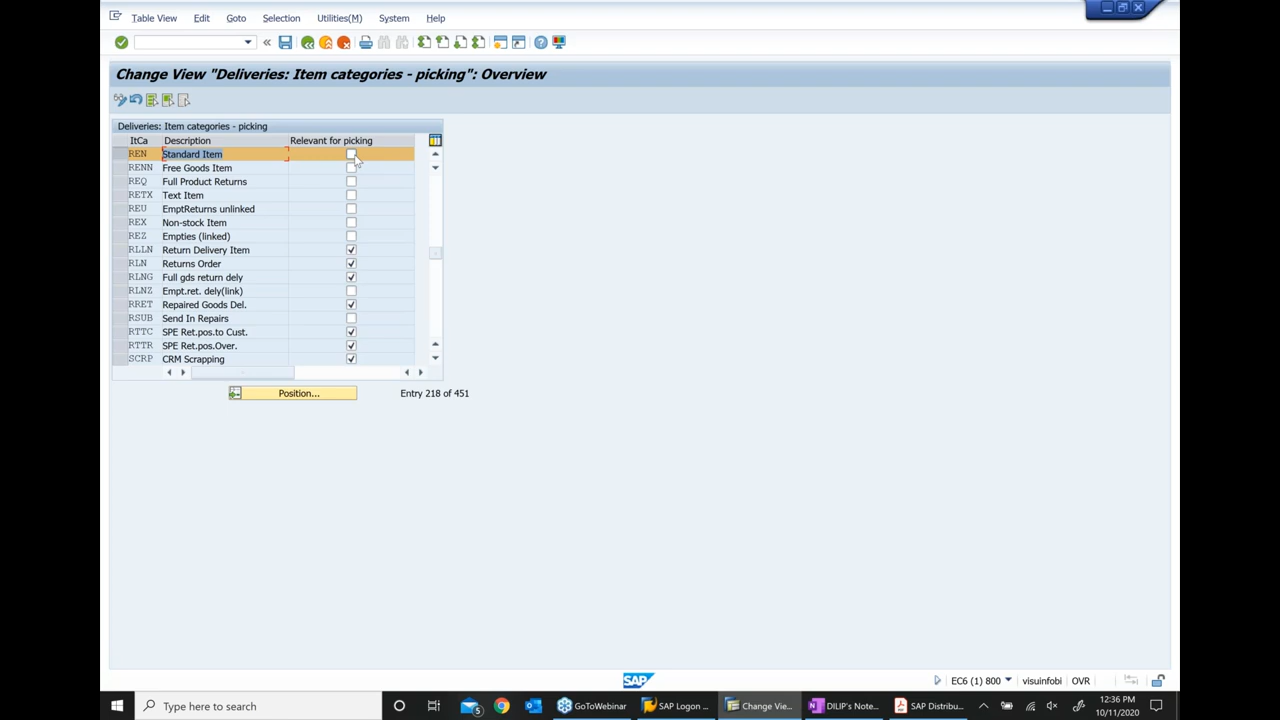 Table View Edit Goto Selection Utilities(M) System Help
Change View "Deliveries: Item categories - picking": Overview
Deliveries: Item categories - picking
ItCa Description Relevant for picking
REN Standard Item
RENN Free Goods Item
REQ Full Product Returns
RETX Text Item
REU EmptReturns unlinked
REX Non-stock Item
REZ Empties (linked)
RLLN Return Delivery Item
RLN Returns Order
RLNG Full gds return dely
RLNZ Empt.ret. dely(link)
RRET Repaired Goods Del.
RSUB Send In Repairs
RTTC SPE Ret.pos.to Cust.
RTTR SPE Ret.pos.Over.
SCRP CRM Scrapping
Position... Entry 218 of 451
SAP EC6 (1) 800 visuinfobi OVR
Type here to search 5 GoToWebinar SAP Logon ... Change Vie... DILIP's Note... SAP Distribu... 12:36 PM
10/11/2020